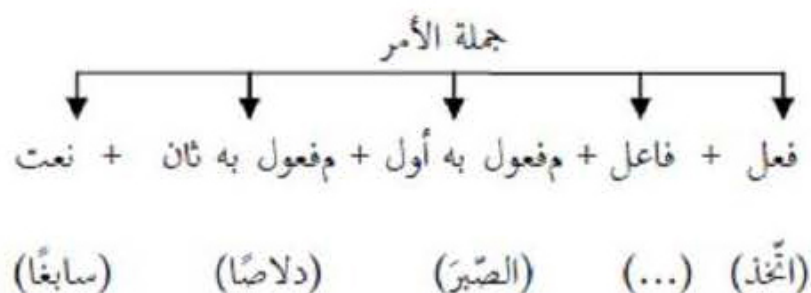 جملة الأمر
فعل + فاعل + مفعول به أول + مفعول به ثان + نعت
(اتّخذ) (...) (الصّبرَ) (دلاصًا) (سابغًا)